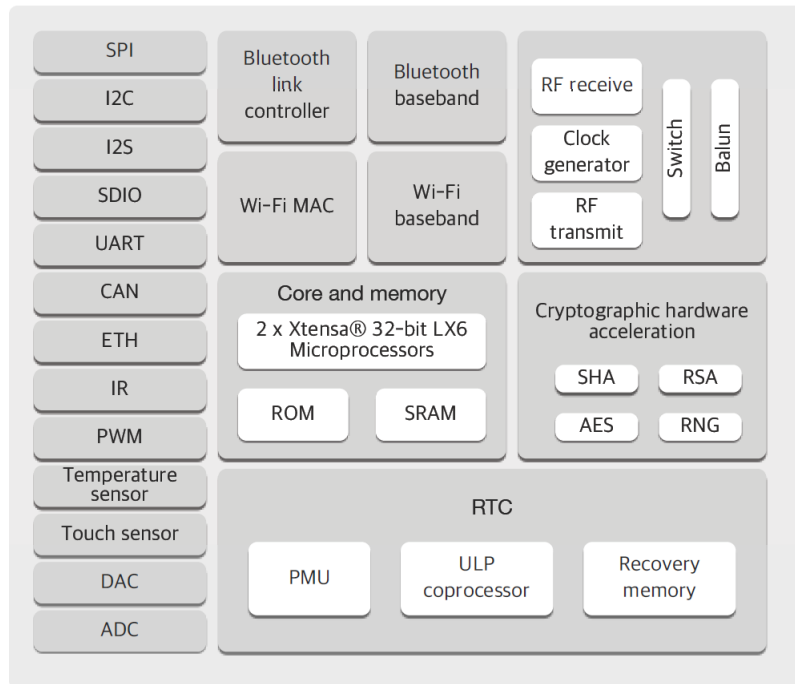 SPI
I2C
I2S
SDIO
UART
CAN
ETH
IR
PWM
Temperature
sensor
Touch sensor
DAC
ADC
Bluetooth
link
controller
Bluetooth
baseband
Wi-Fi MAC
Wi-Fi
baseband
RF receive
Clock
generator
RF
transmit
Switch
Balun
Core and memory
2 x Xtensa® 32-bit LX6
Microprocessors
ROM
SRAM
Cryptographic hardware
acceleration
SHA
RSA
AES
RNG
RTC
PMU
ULP
coprocessor
Recovery
memory